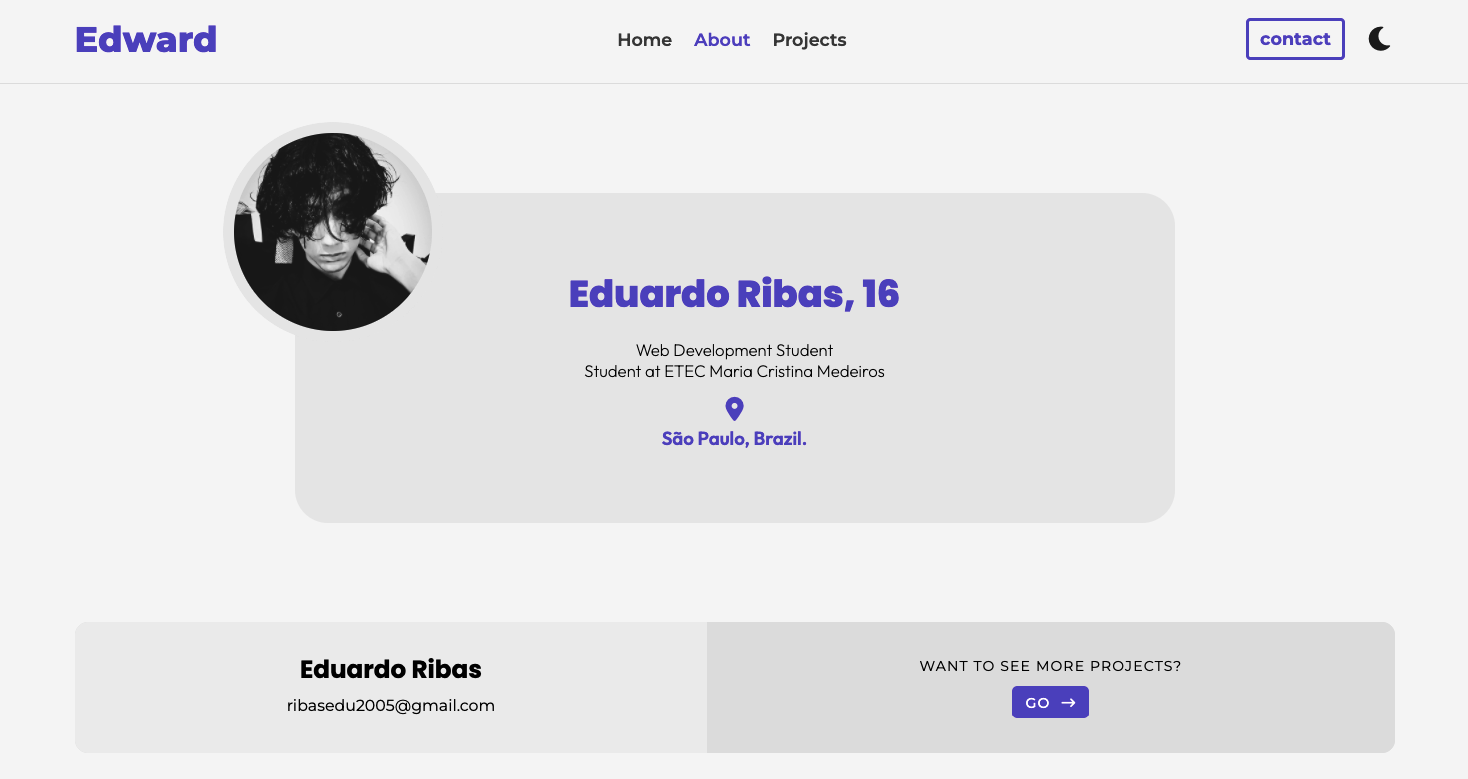 Edward
Home About Projects
contact
Eduardo Ribas, 16
Web Development Student
Student at ETEC Maria Cristina Medeiros
São Paulo, Brazil.
Eduardo Ribas
ribasedu2005@gmail.com
WANT TO SEE MORE PROJECTS?
GO →